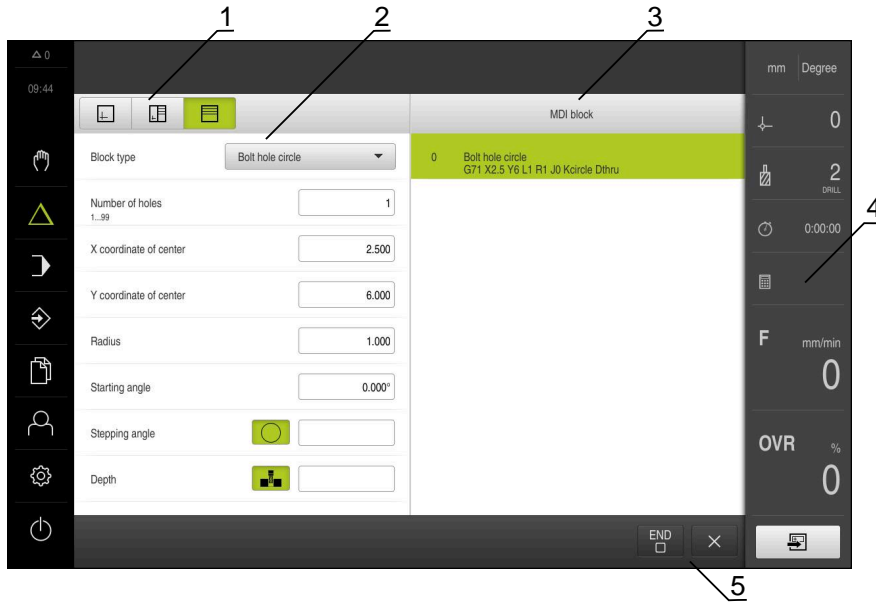 1
2
3
0
09:44
mm Degree
MDI block
0
Block type
Bolt hole circle
0 Bolt hole circle
G71 X2.5 Y6 L1 R1 J0 Kcircle Dthru
2
DRILL
Number of holes
1...99
1
4
0:00:00
X coordinate of center
2.500
Y coordinate of center
6.000
F mm/min
0
Radius
1.000
Starting angle
0.000°
Stepping angle
OVR %
0
Depth
END
5